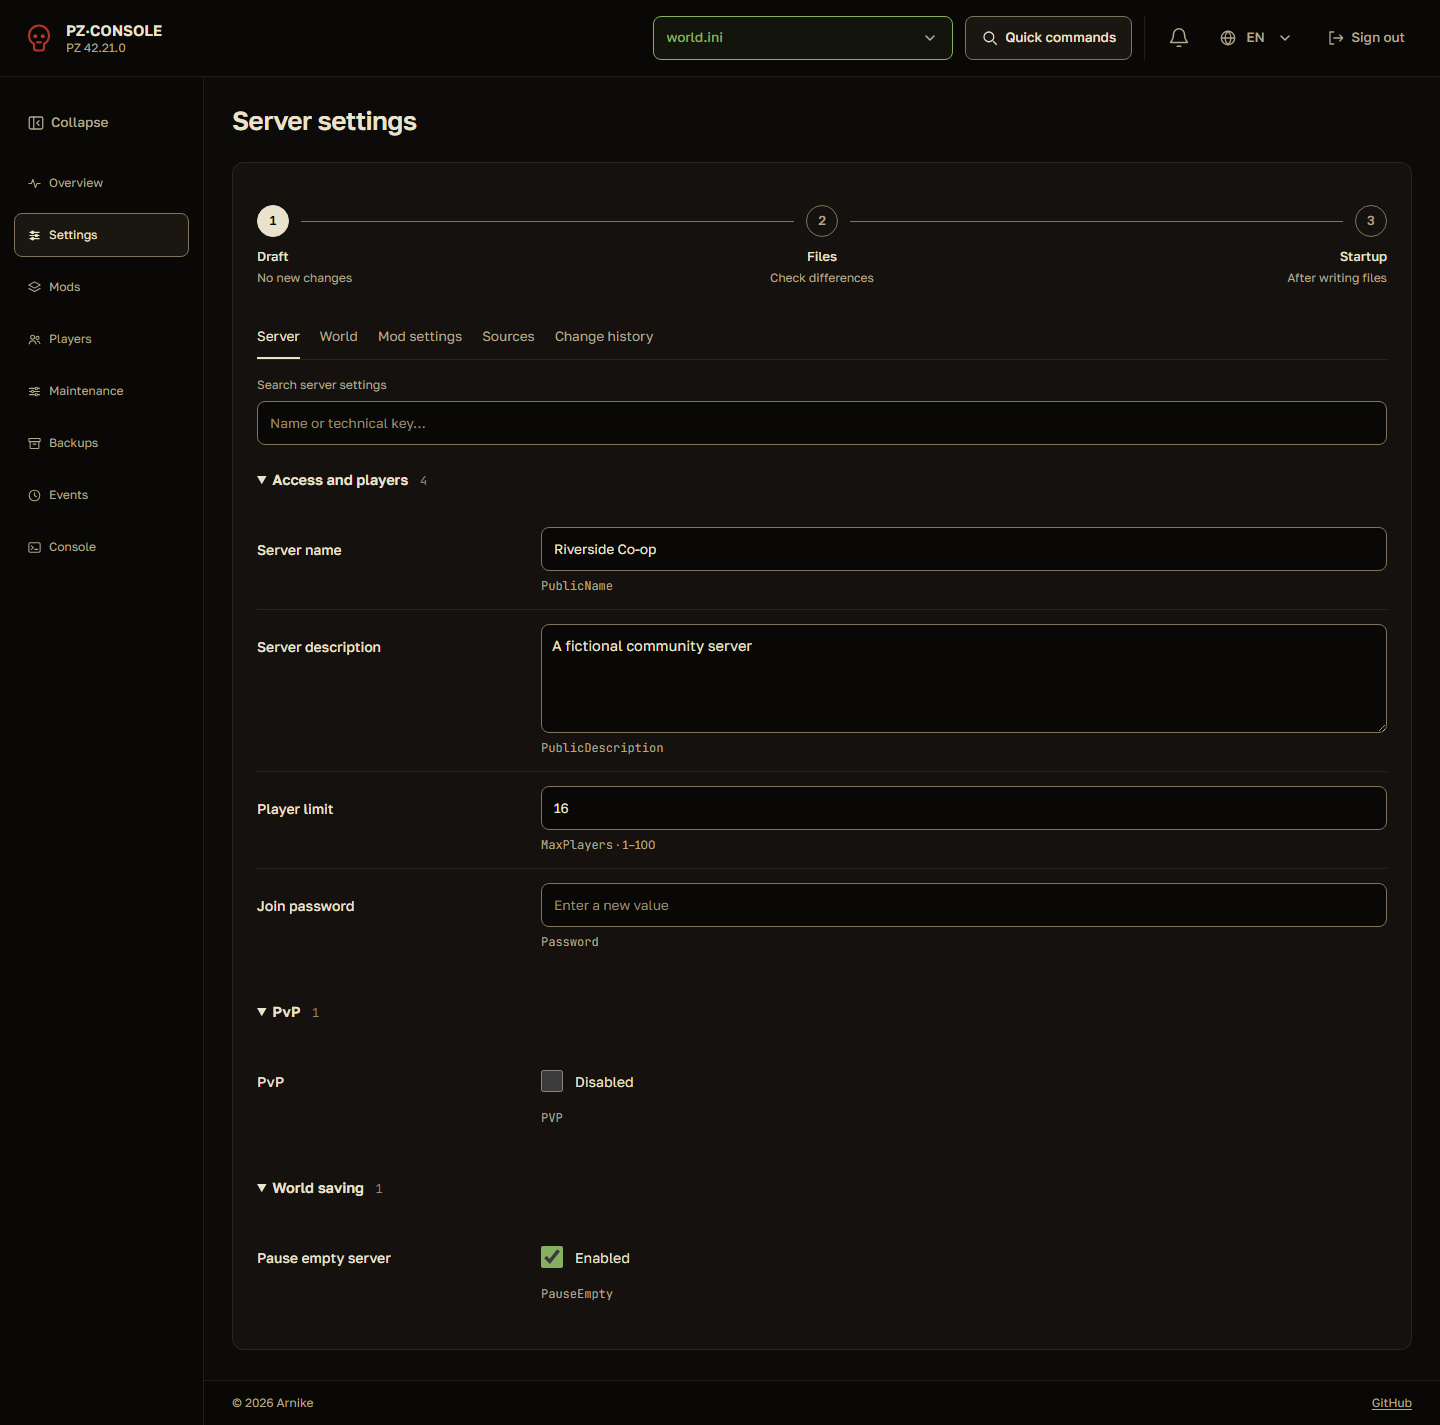 PZ·CONSOLE
PZ 42.21.0
world.ini
Quick commands
EN
Sign out
Collapse
Overview
Settings
Mods
Players
Maintenance
Backups
Events
Console
Server settings
1
2
3
Draft
Files
Startup
No new changes
Check differences
After writing files
Server
World
Mod settings
Sources
Change history
Search server settings
Name or technical key...
Access and players 4
Server name
Riverside Co-op
PublicName
Server description
A fictional community server
PublicDescription
Player limit
16
MaxPlayers · 1–100
Join password
Enter a new value
Password
PvP 1
PvP
Disabled
PVP
World saving 1
Pause empty server
Enabled
PauseEmpty
© 2026 Arnike
GitHub